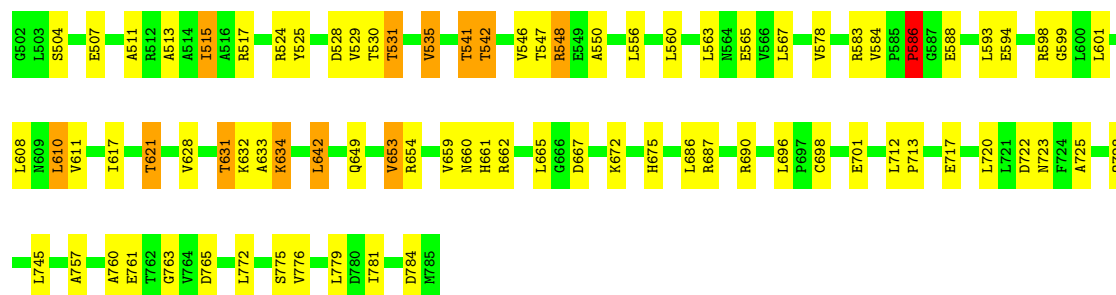 G502 L503 S504 E507 A511 R512 A513 A514 I515 A516 R517 R524 Y525 D528 V529 T530 T531 V535 T541 T542 V546 T547 R548 E549 A550 L556 L560 L563 N564 E565 V566 L567 V578 R583 V584 P585 P586 G587 E588 L593 E594 R598 G599 L600 L601
L608 N609 L610 V611 I617 T621 V628 T631 K632 A633 K634 L642 Q649 V653 R654 V659 N660 H661 R662 L665 G666 D667 K672 H675 L686 R687 R690 L696 P697 C698 E701 L712 P713 E717 L720 L721 D722 N723 F724 A725
L745 A757 A760 E761 T762 G763 V764 D765 L772 S775 V776 L779 D780 I781 D784 M785